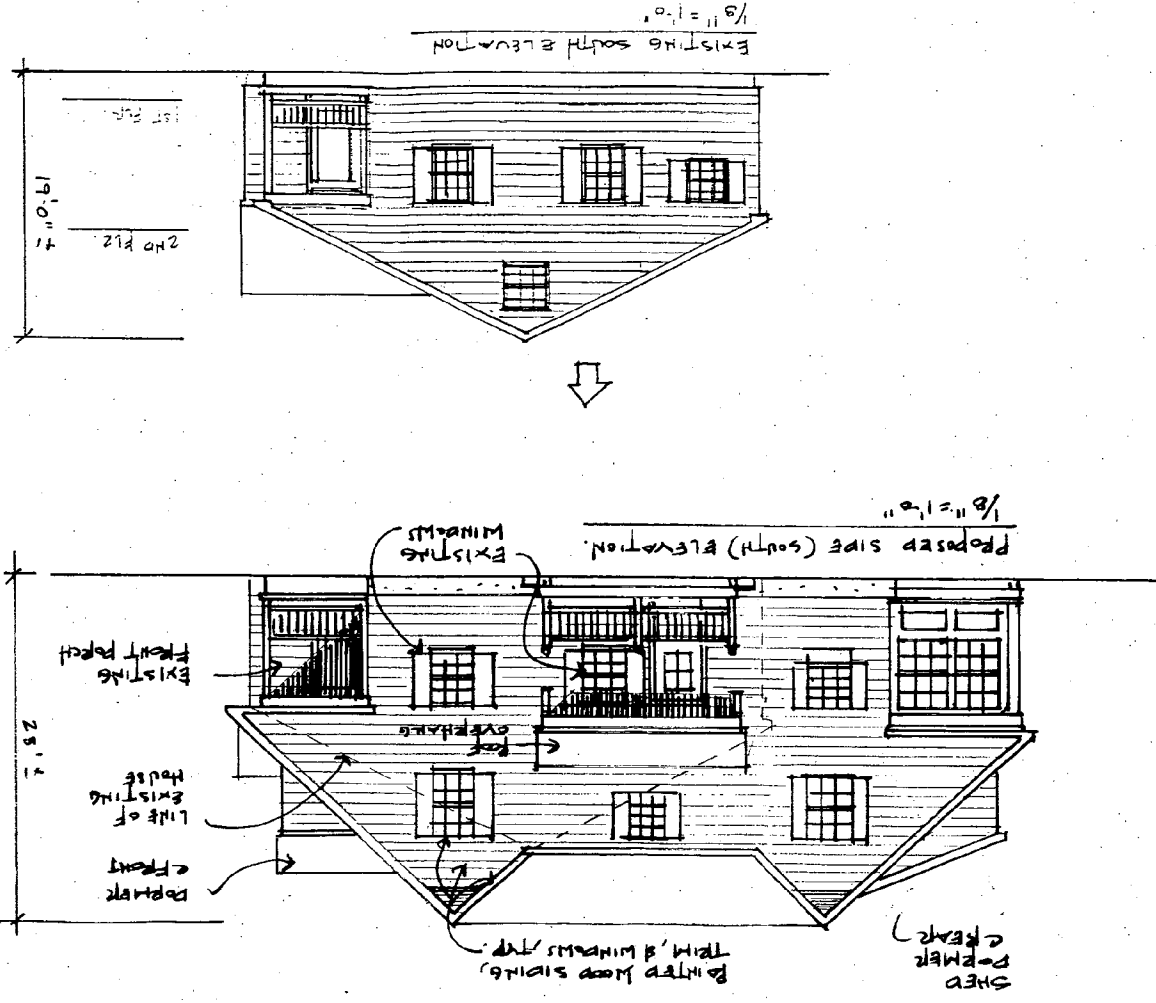 SHED
DORMER
@REAR
PAINTED WOOD SIDING,
TRIM, & WINDOWS, TYP.
DORMER
@FRONT
LINE OF
EXISTING
HOUSE
ROOF
OVERHANG
28' ±
EXISTING
FRONT PORCH
EXISTING
WINDOWS
PROPOSED SIDE (SOUTH) ELEVATION.
1/8" = 1'-0"
2ND FLR
19'-0" ±
1ST FLR
EXISTING SOUTH ELEVATION
1/8" = 1'-0"